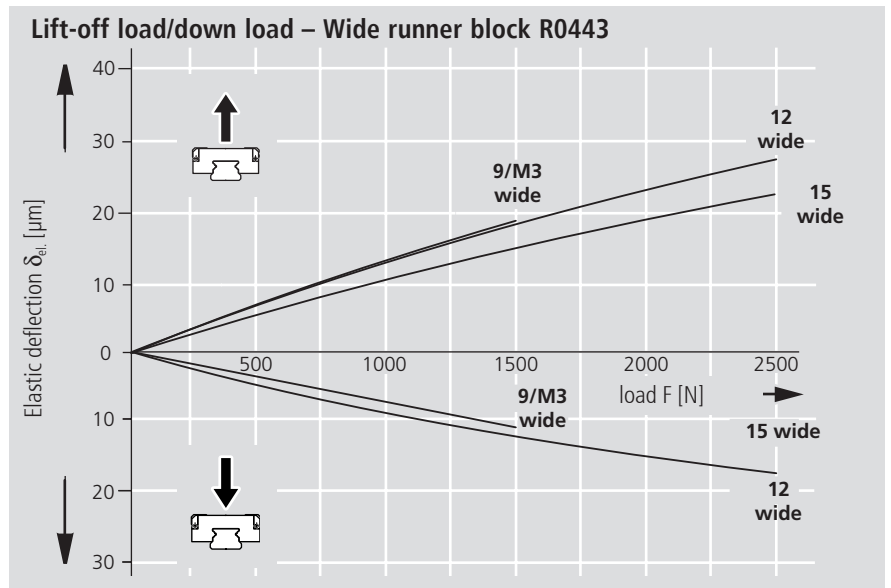 Lift-off load/down load – Wide runner block R0443
Elastic deflection δel. [µm]
40
30
20
10
0
10
20
30
500
1000
1500
2000
2500
load F [N]
9/M3
wide
12
wide
15
wide
9/M3
wide
15 wide
12
wide